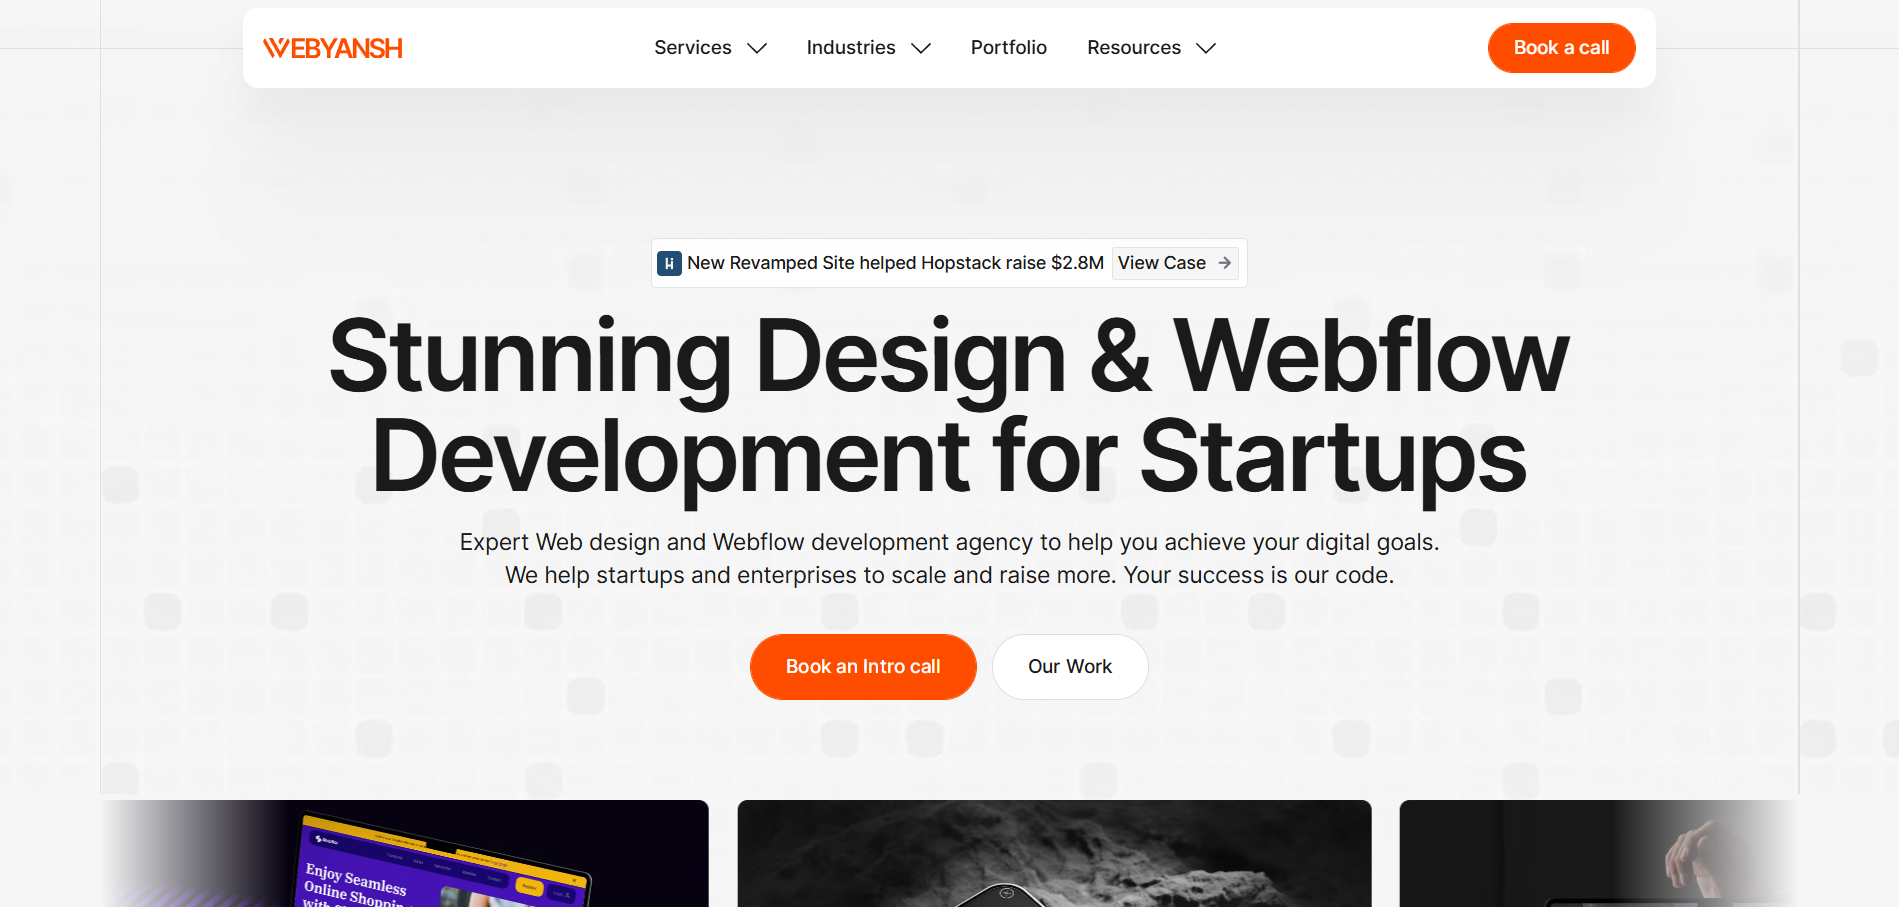 WEBYANSH
Services
Industries
Portfolio
Resources
Book a call
New Revamped Site helped Hopstack raise $2.8M
View Case
Stunning Design & Webflow
Development for Startups
Expert Web design and Webflow development agency to help you achieve your digital goals.
We help startups and enterprises to scale and raise more. Your success is our code.
Book an Intro call
Our Work
Enjoy Seamless
Online Shopping